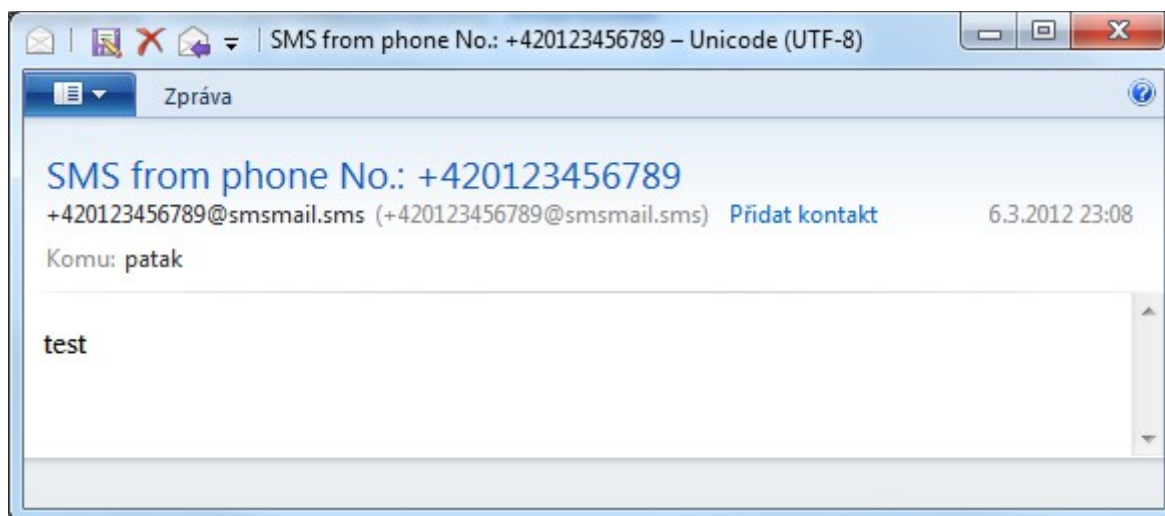 SMS from phone No.: +420123456789 – Unicode (UTF-8)
Zpráva
SMS from phone No.: +420123456789
+420123456789@smsmail.sms (+420123456789@smsmail.sms) Přidat kontakt 6.3.2012 23:08
Komu: patak
test